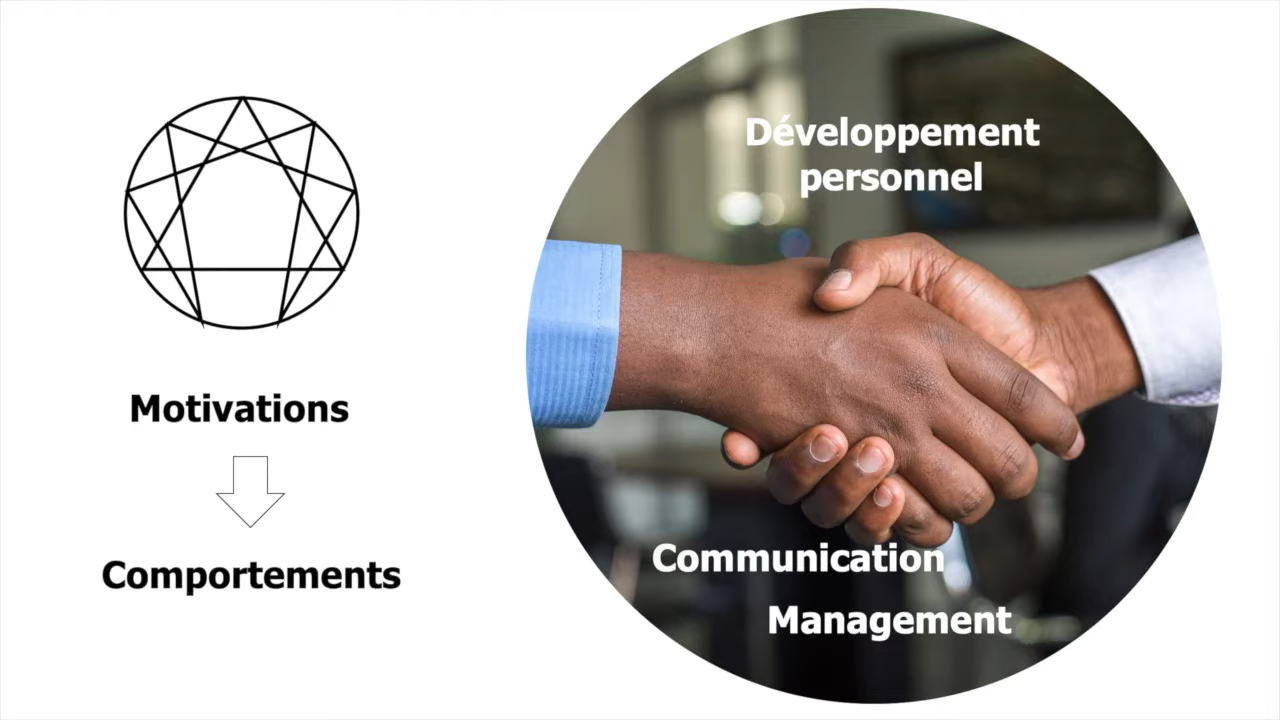 Motivations
Comportements
Développement
personnel
Communication
Management